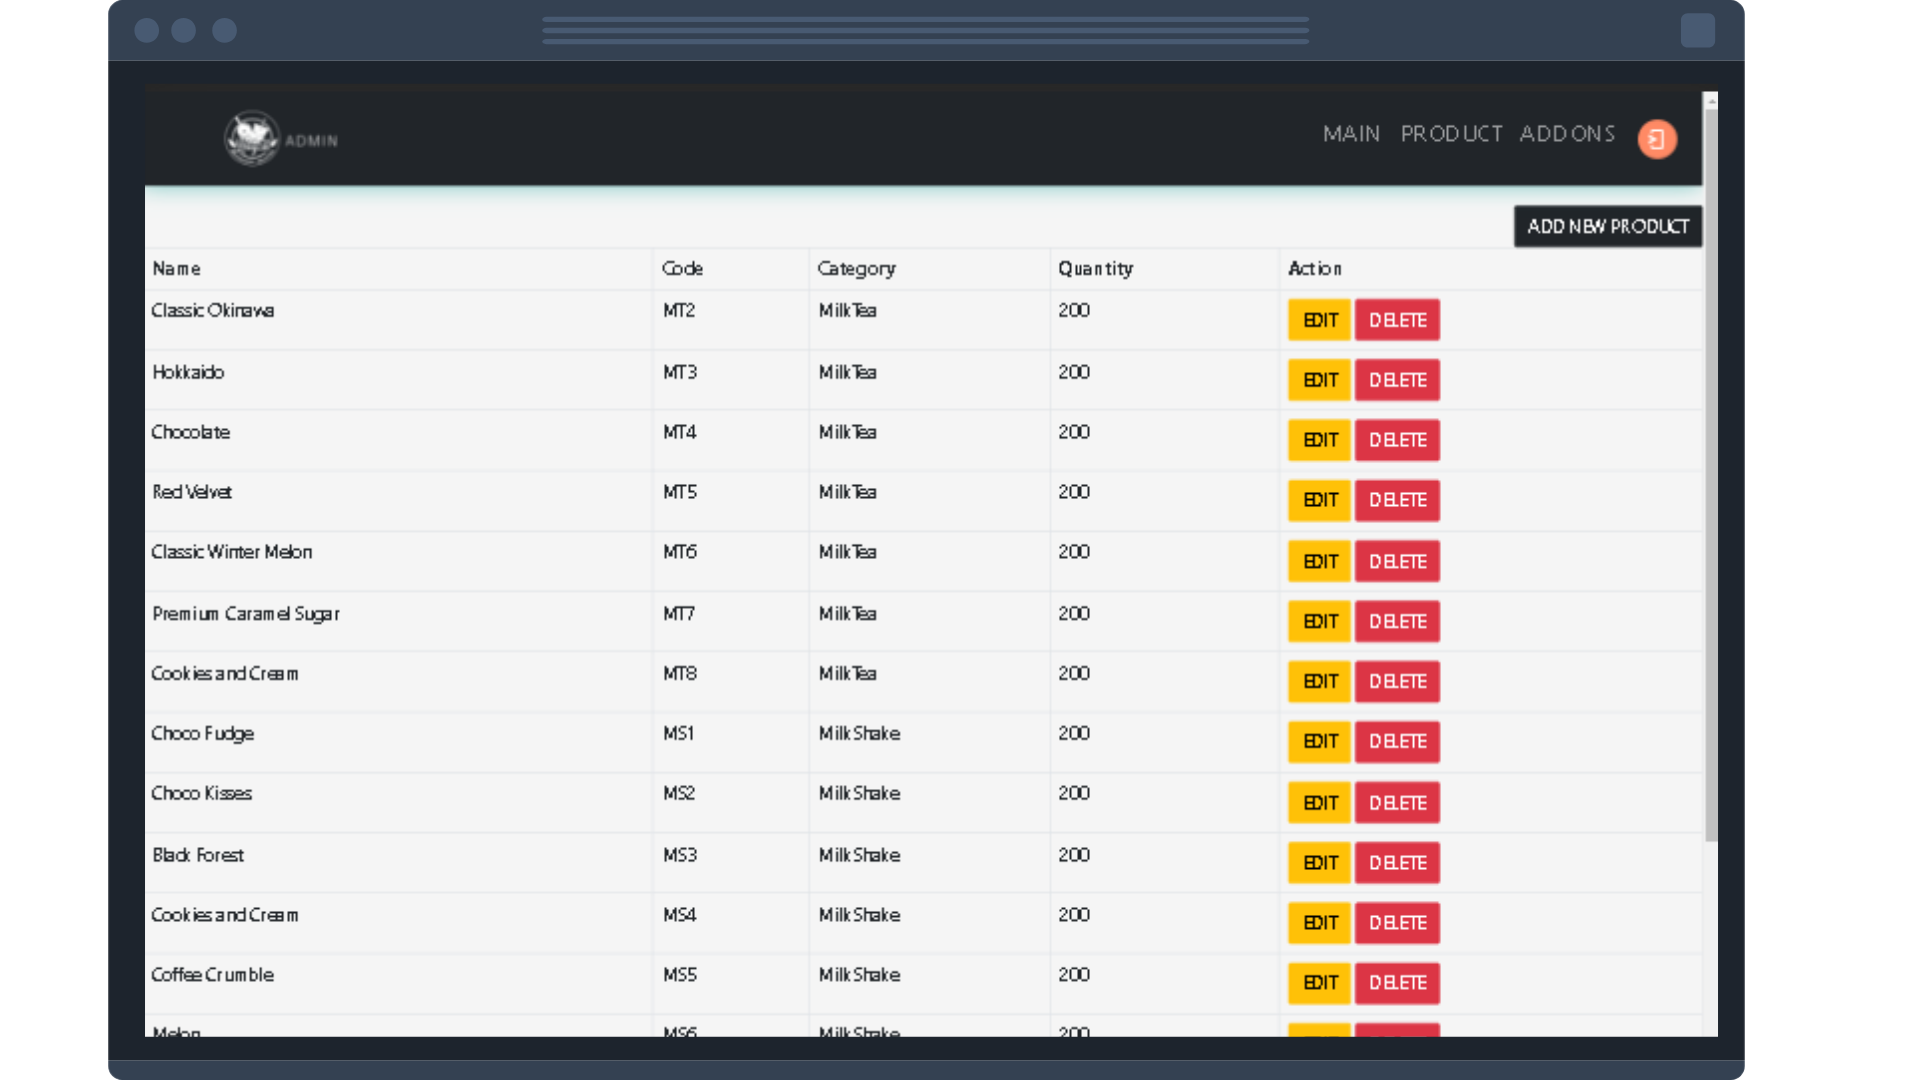 ADMIN MAIN PRODUCT ADDONS
ADD NEW PRODUCT
Name Code Category Quantity Action
Classic Okinawa MT2 Milk Tea 200 EDIT DELETE
Hokkaido MT3 Milk Tea 200 EDIT DELETE
Chocolate MT4 Milk Tea 200 EDIT DELETE
Red Velvet MT5 Milk Tea 200 EDIT DELETE
Classic Winter Melon MT6 Milk Tea 200 EDIT DELETE
Premium Caramel Sugar MT7 Milk Tea 200 EDIT DELETE
Cookies and Cream MT8 Milk Tea 200 EDIT DELETE
Choco Fudge MS1 Milk Shake 200 EDIT DELETE
Choco Kisses MS2 Milk Shake 200 EDIT DELETE
Black Forest MS3 Milk Shake 200 EDIT DELETE
Cookies and Cream MS4 Milk Shake 200 EDIT DELETE
Coffee Crumble MS5 Milk Shake 200 EDIT DELETE
Melon MS6 Milk Shake 200